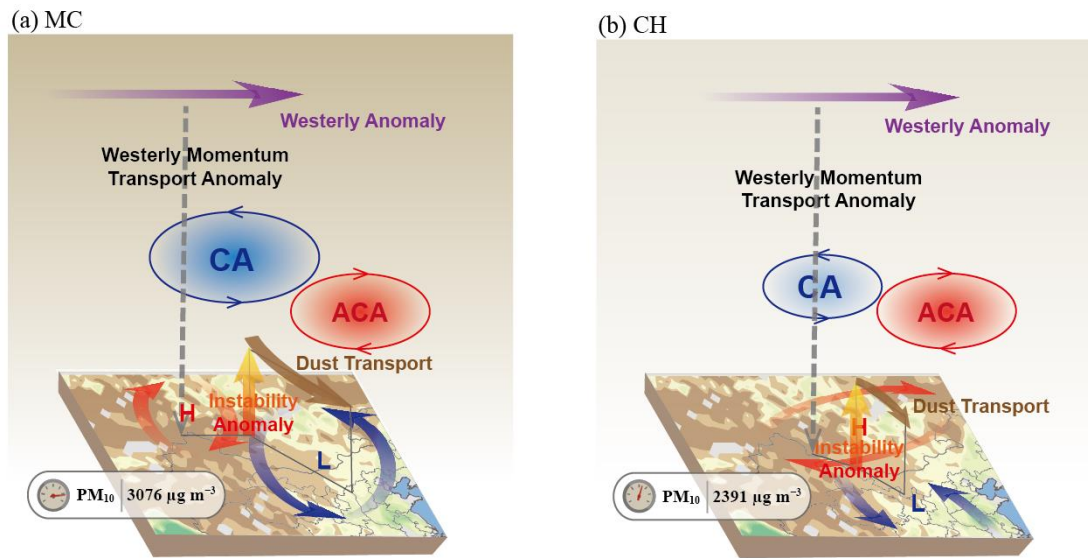 (a) MC
Westerly Anomaly
Westerly Momentum
Transport Anomaly
CA
ACA
Dust Transport
H
Instability
Anomaly
L
PM₁₀ 3076 µg m⁻³
(b) CH
Westerly Anomaly
Westerly Momentum
Transport Anomaly
CA
ACA
Dust Transport
H
Instability
Anomaly
L
PM₁₀ 2391 µg m⁻³